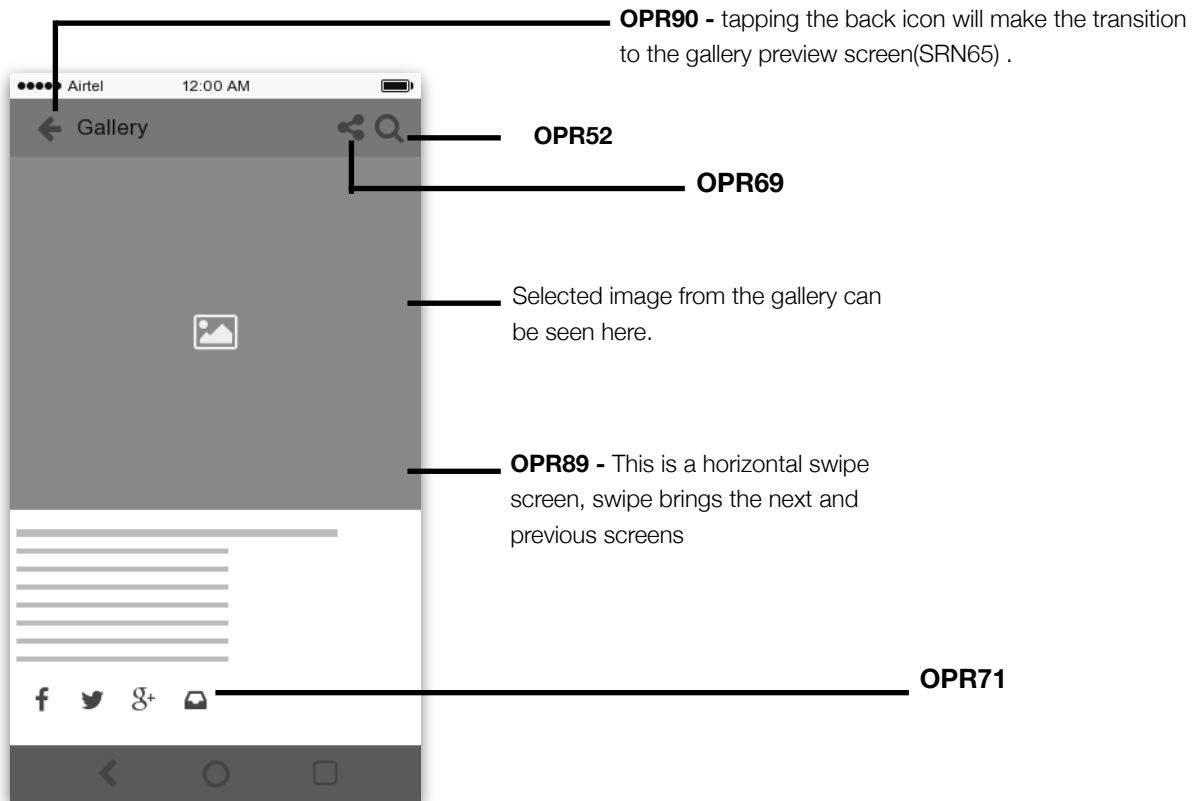 OPR90 - tapping the back icon will make the transition
to the gallery preview screen(SRN65) .
Airtel 12:00 AM
Gallery
OPR52
OPR69
Selected image from the gallery can
be seen here.
OPR89 - This is a horizontal swipe
screen, swipe brings the next and
previous screens
OPR71